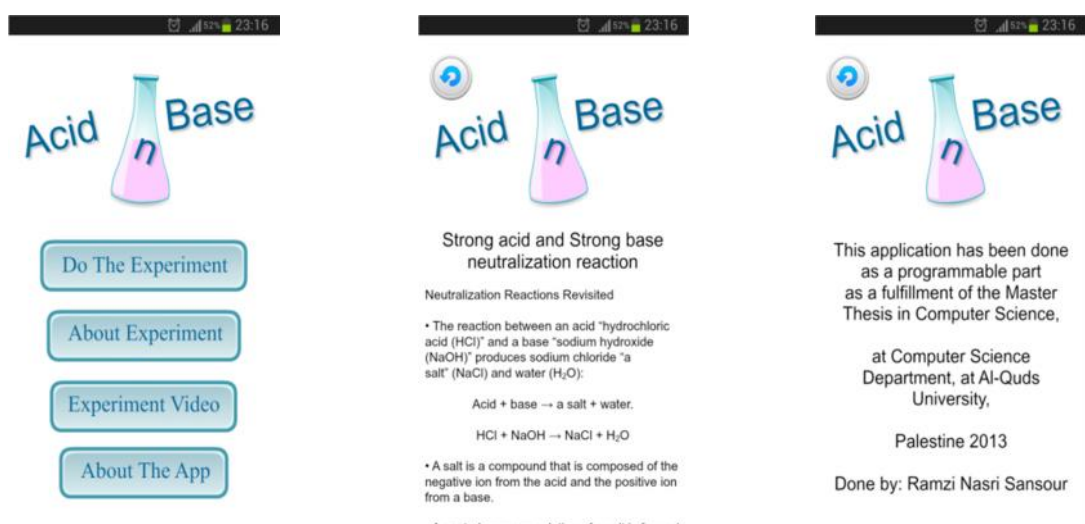 52% 23:16
Acid n Base
Do The Experiment
About Experiment
Experiment Video
About The App
52% 23:16
Acid n Base
Strong acid and Strong base
neutralization reaction
Neutralization Reactions Revisited
• The reaction between an acid “hydrochloric
acid (HCl)” and a base “sodium hydroxide
(NaOH)” produces sodium chloride “a
salt” (NaCl) and water (H₂O):
Acid + base → a salt + water.
HCl + NaOH → NaCl + H₂O
• A salt is a compound that is composed of the
negative ion from the acid and the positive ion
from a base.
52% 23:16
Acid n Base
This application has been done
as a programmable part
as a fulfillment of the Master
Thesis in Computer Science,
at Computer Science
Department, at Al-Quds
University,
Palestine 2013
Done by: Ramzi Nasri Sansour